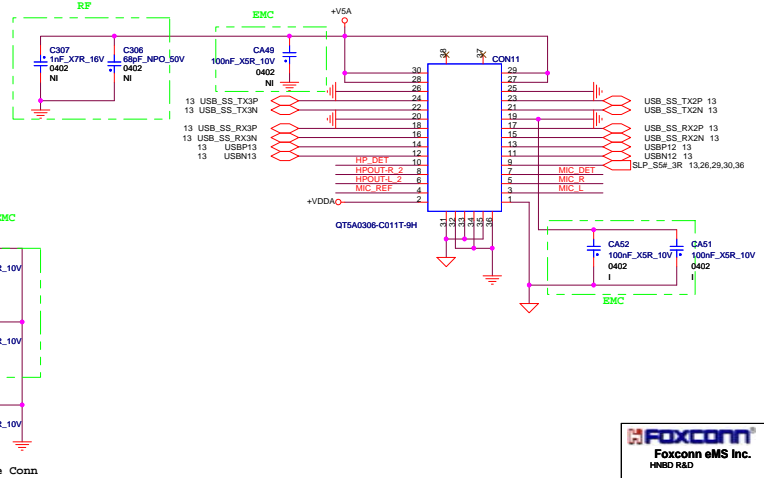 RF
EMC
+V5A
C307
1nF_X7R_16V
0402
NI
C306
68pF_NPO_50V
0402
NI
CA49
100nF_X5R_10V
0402
NI
38
37
CON11
30 29
28 27
26 25
24 23
22 21
20 19
18 17
16 15
14 13
12 11
10 9
8 7
6 5
4 3
2 1
13 USB_SS_TX3P
13 USB_SS_TX3N
13 USB_SS_RX3P
13 USB_SS_RX3N
13 USBP13
13 USBN13
HP_DET
HPOUT-R_2
HPOUT-L_2
MIC_REF
+VDDA
USB_SS_TX2P 13
USB_SS_TX2N 13
USB_SS_RX2P 13
USB_SS_RX2N 13
USBP12 13
USBN12 13
SLP_S5#_3R 13,26,29,30,36
MIC_DET
MIC_R
MIC_L
QT5A0306-C011T-9H
31 32 33 34 35 36
CA52
100nF_X5R_10V
0402
I
CA51
100nF_X5R_10V
0402
I
EMC
EMC
R_10V
R_10V
R_10V
e Conn
FOXCONN
Foxconn eMS Inc.
HNBD R&D